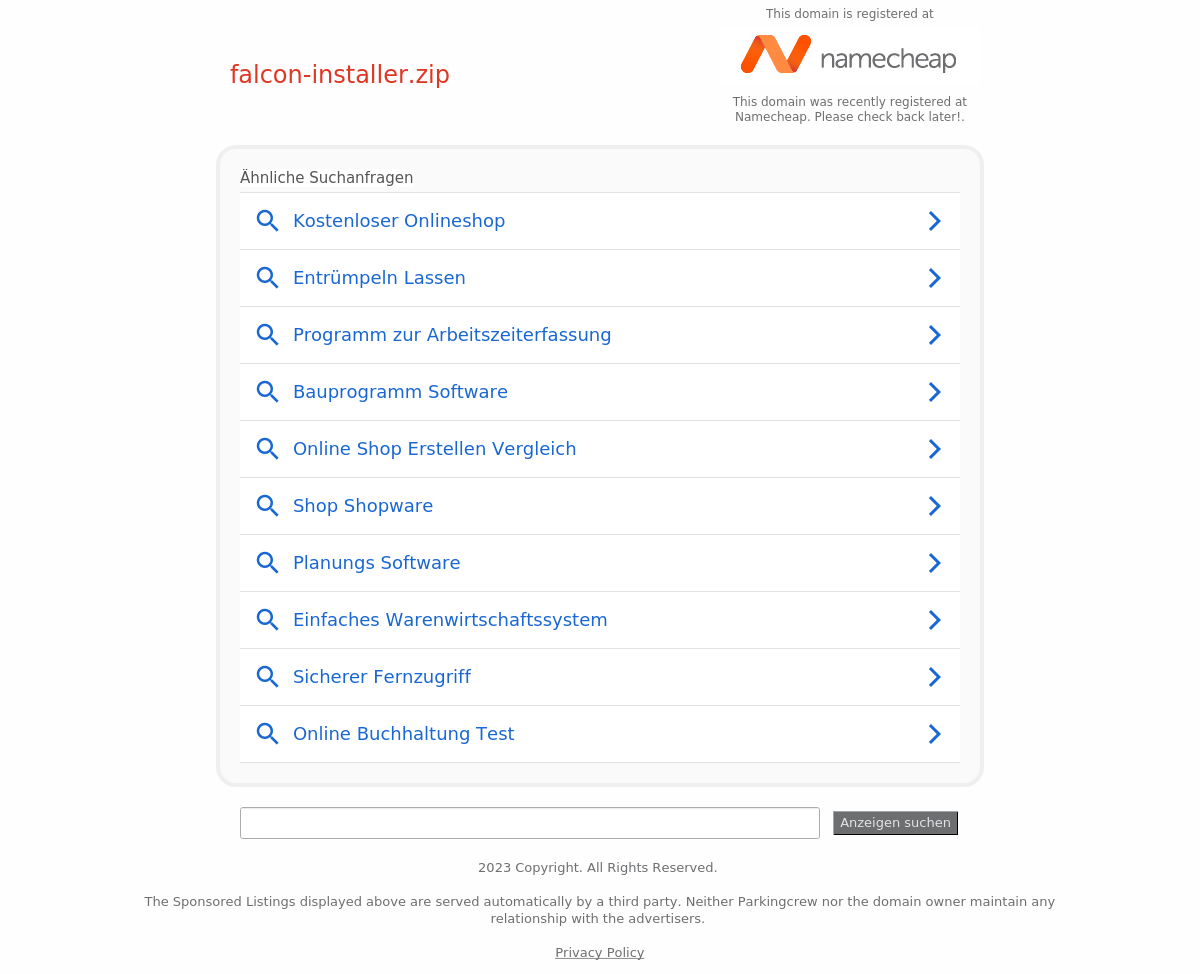 This domain is registered at
namecheap
falcon-installer.zip
This domain was recently registered at
Namecheap. Please check back later!.
Ähnliche Suchanfragen
Kostenloser Onlineshop
Entrümpeln Lassen
Programm zur Arbeitszeiterfassung
Bauprogramm Software
Online Shop Erstellen Vergleich
Shop Shopware
Planungs Software
Einfaches Warenwirtschaftssystem
Sicherer Fernzugriff
Online Buchhaltung Test
Anzeigen suchen
2023 Copyright. All Rights Reserved.
The Sponsored Listings displayed above are served automatically by a third party. Neither Parkingcrew nor the domain owner maintain any
relationship with the advertisers.
Privacy Policy